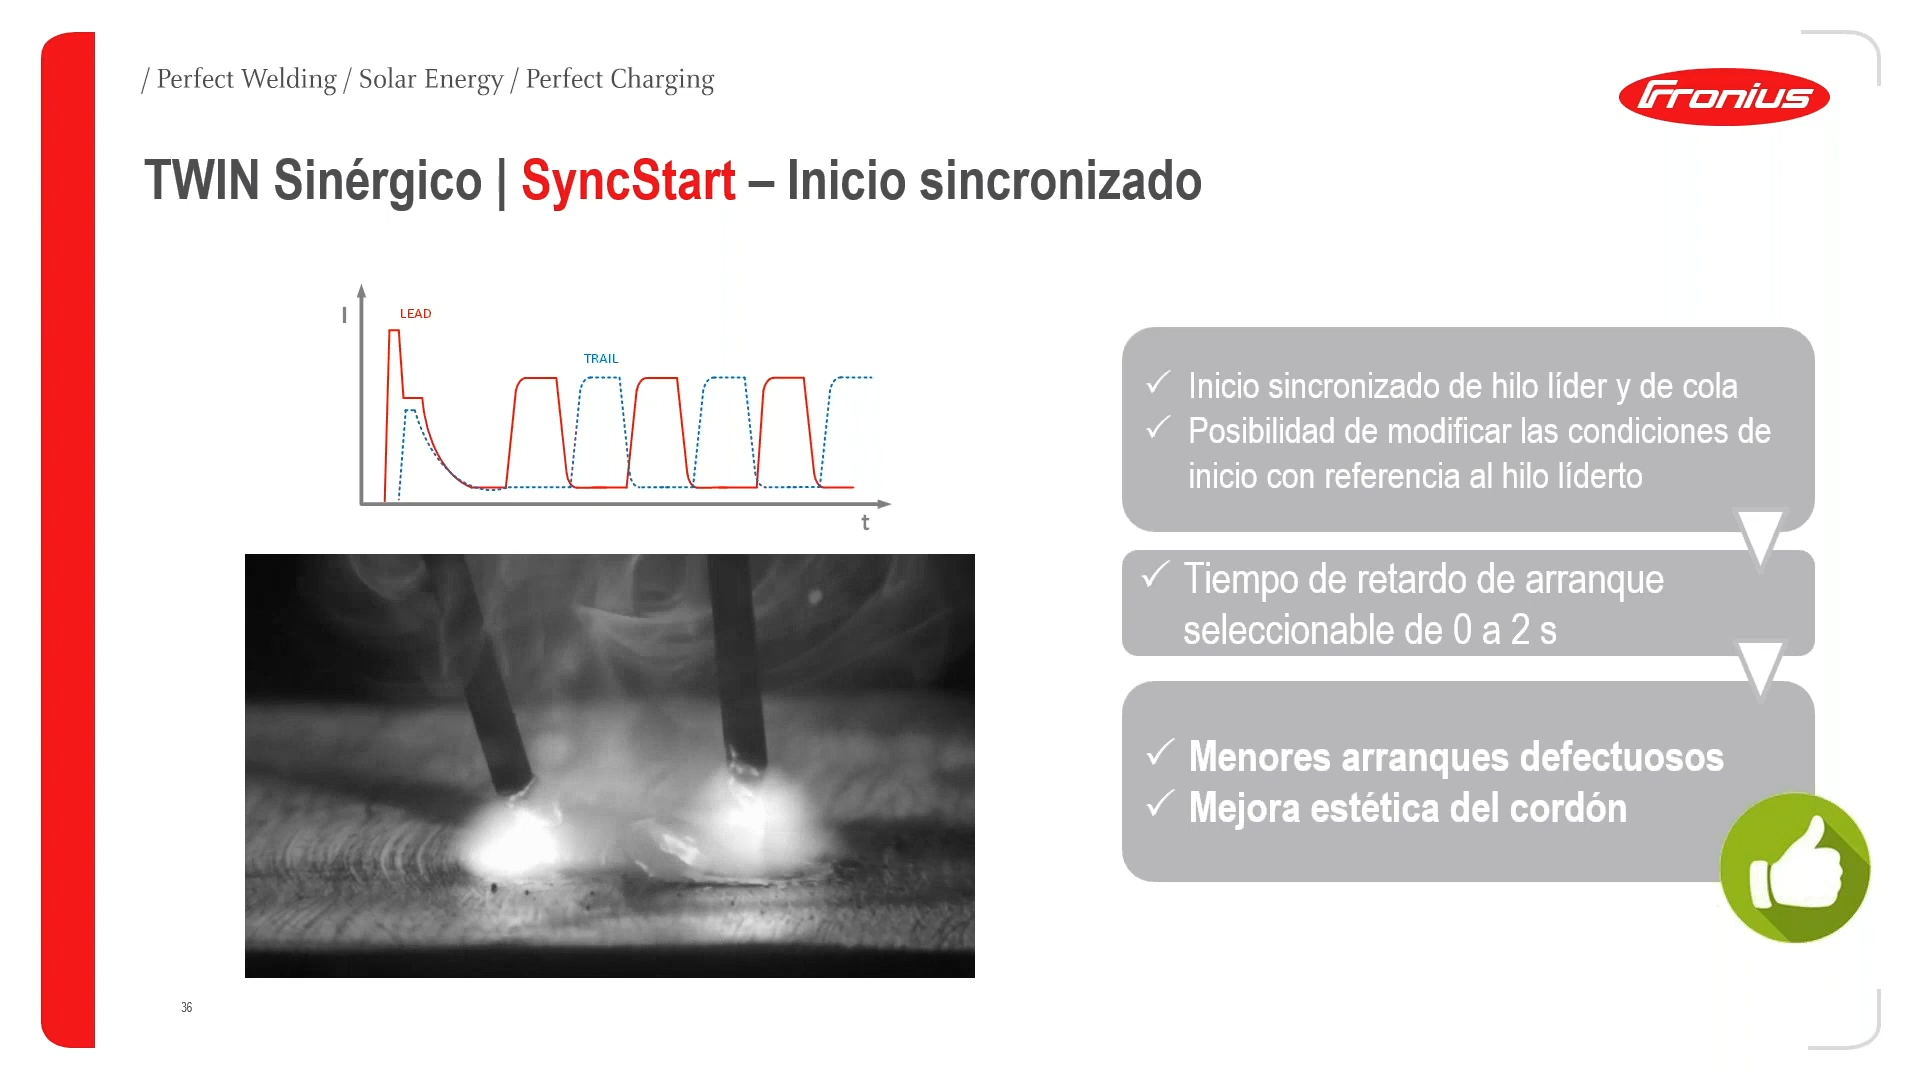 / Perfect Welding / Solar Energy / Perfect Charging
Fronius
TWIN Sinérgico | SyncStart – Inicio sincronizado
I
LEAD
TRAIL
t
✓ Inicio sincronizado de hilo líder y de cola
✓ Posibilidad de modificar las condiciones de
inicio con referencia al hilo líderto
✓ Tiempo de retardo de arranque
seleccionable de 0 a 2 s
✓ Menores arranques defectuosos
✓ Mejora estética del cordón
36